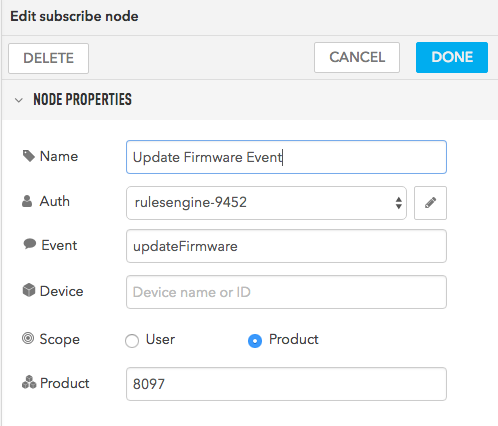 Edit subscribe node
DELETE CANCEL DONE
NODE PROPERTIES
Name Update Firmware Event
Auth rulesengine-9452
Event updateFirmware
Device Device name or ID
Scope User Product
Product 8097